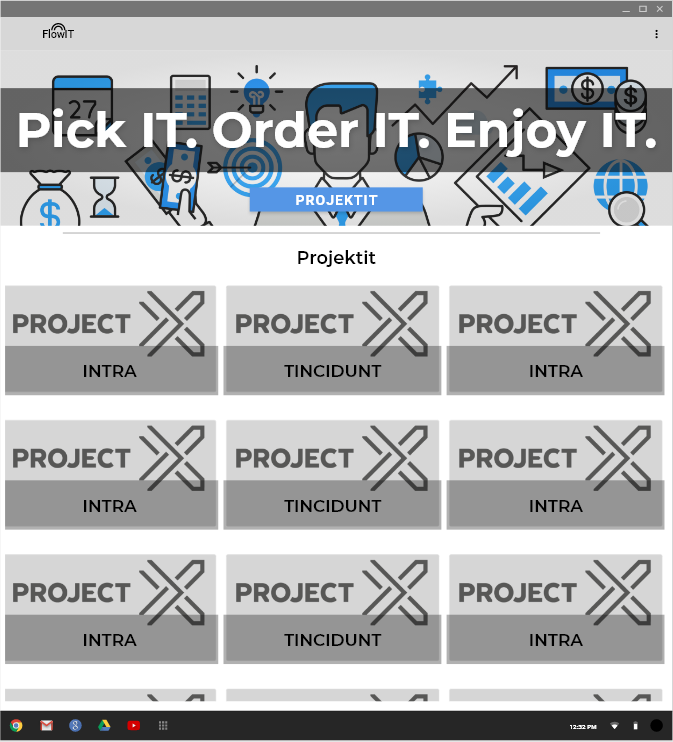 FlowIT
27
$
$
$
$
$
Pick IT. Order IT. Enjoy IT.
PROJEKTIT
Projektit
PROJECT X
PROJECT X
PROJECT X
INTRA
TINCIDUNT
INTRA
PROJECT X
PROJECT X
PROJECT X
INTRA
TINCIDUNT
INTRA
PROJECT X
PROJECT X
PROJECT X
INTRA
TINCIDUNT
INTRA
12:52 PM